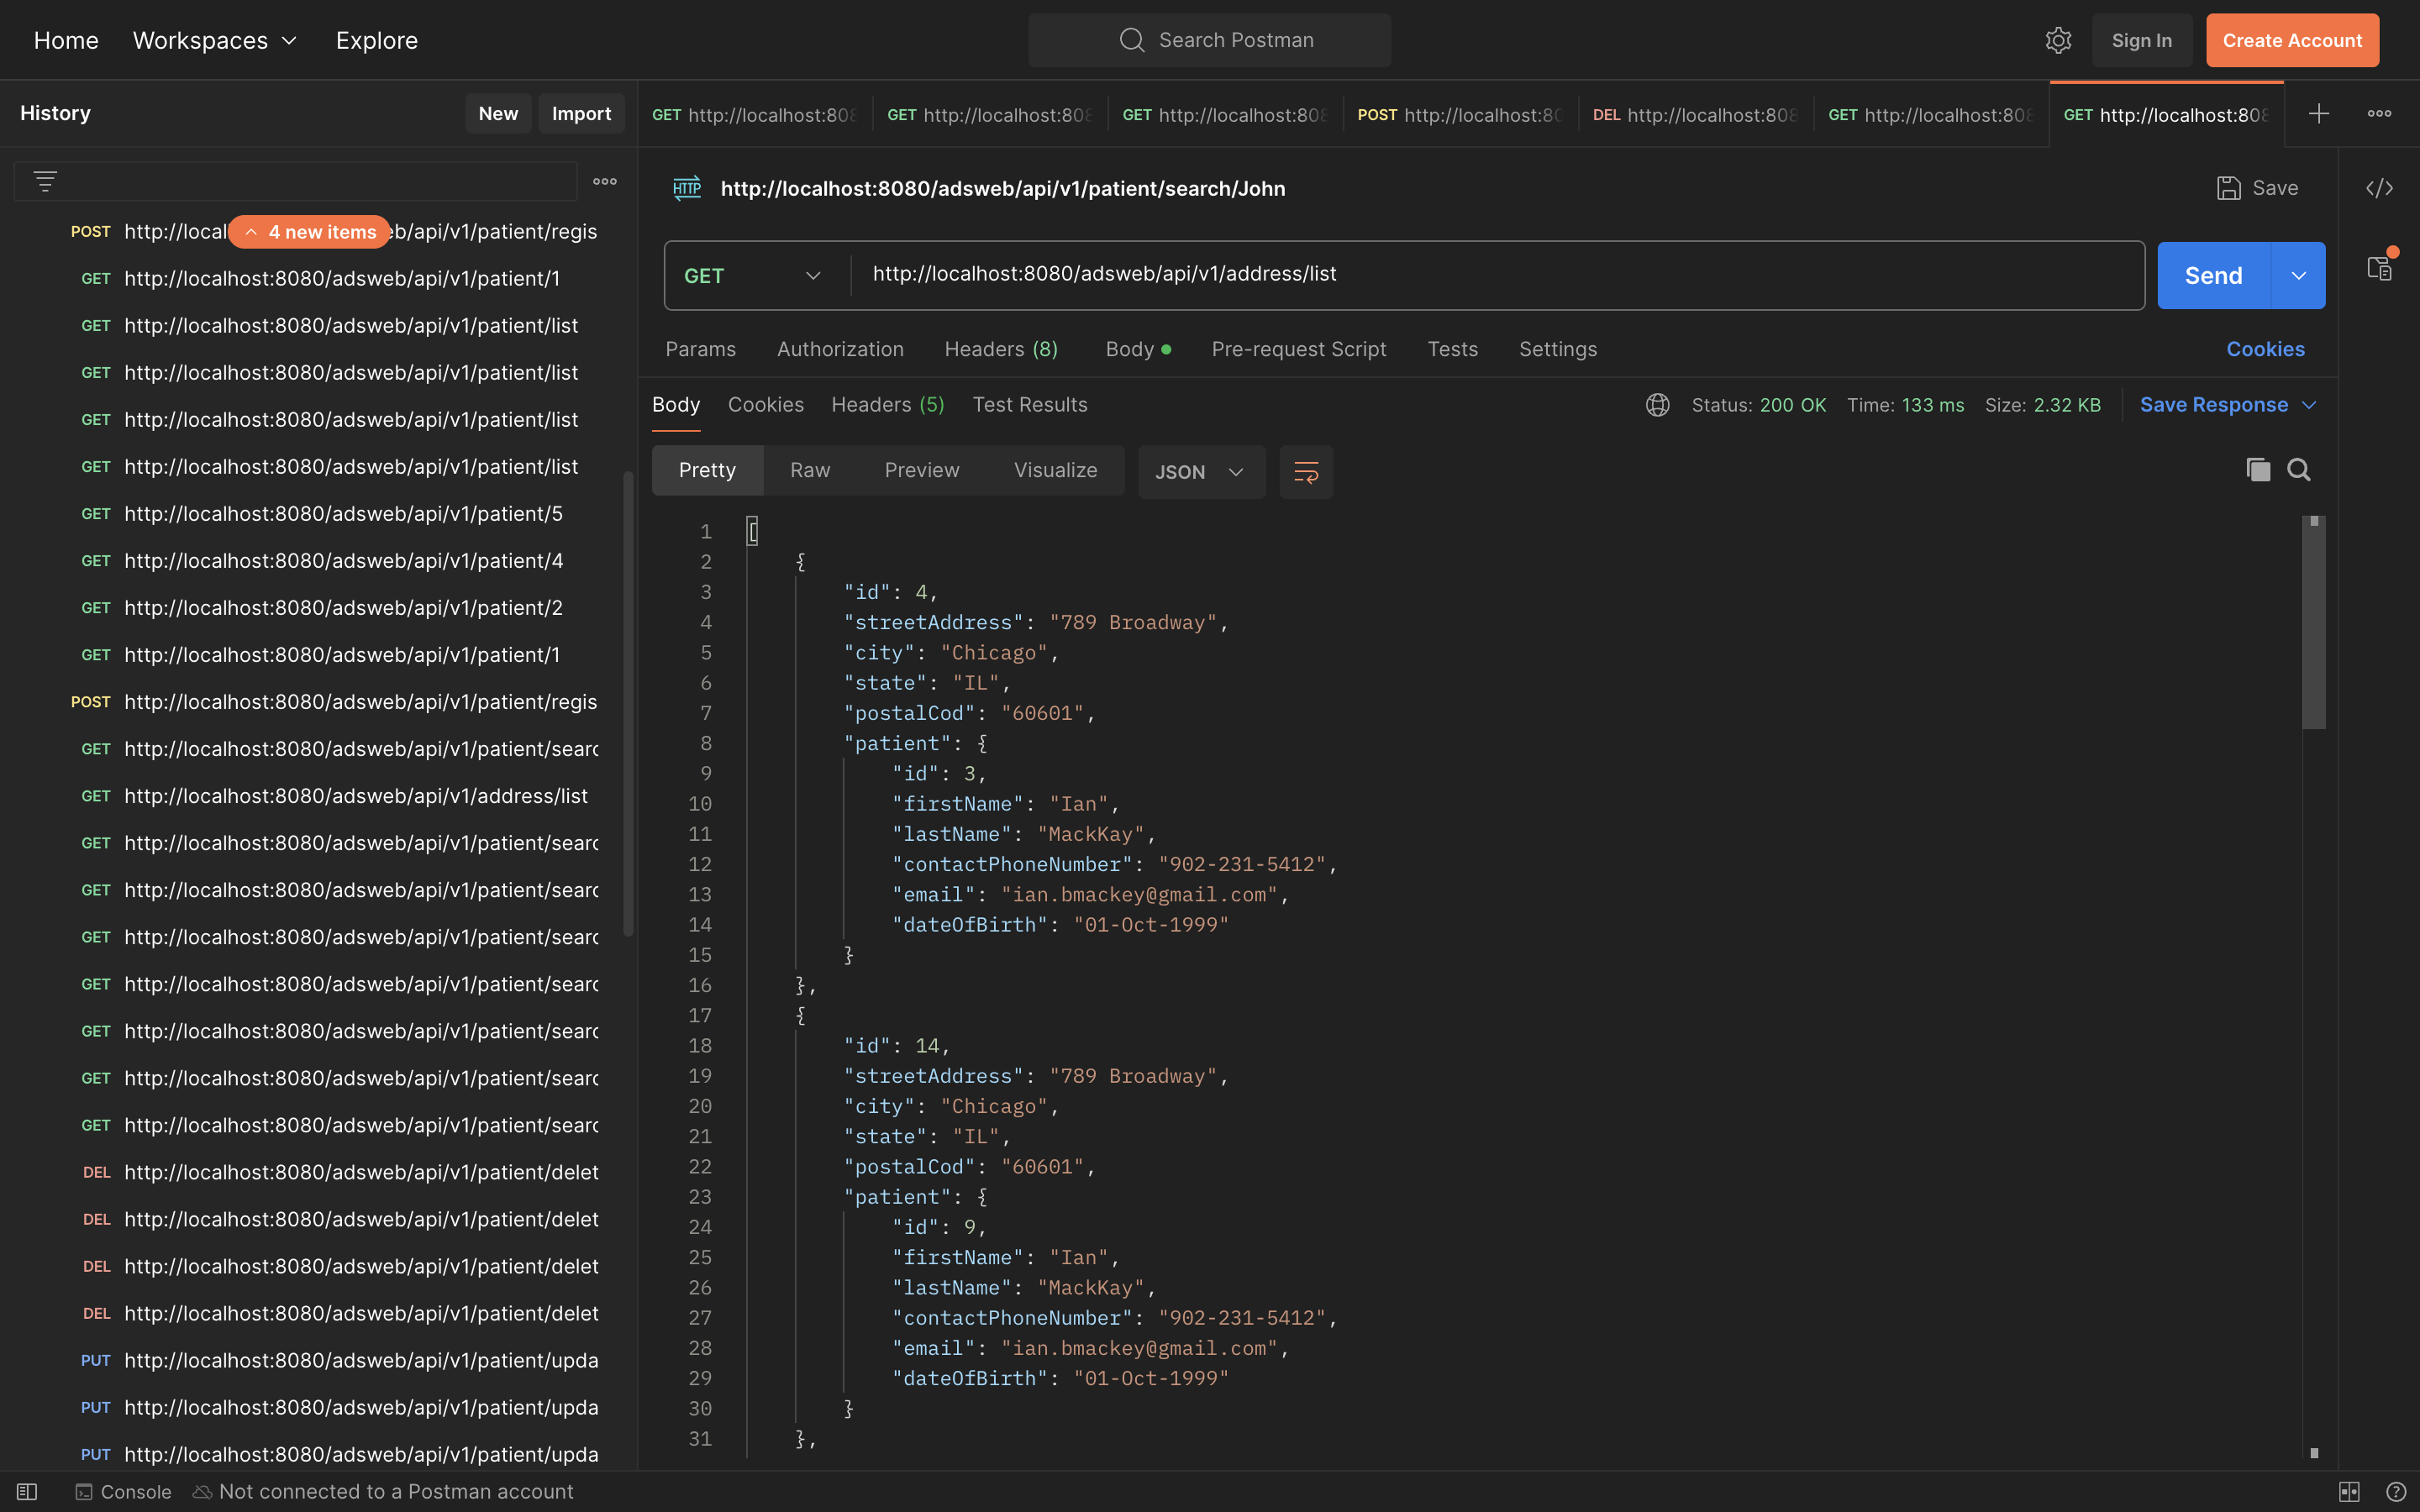 Home Workspaces Explore Search Postman Sign In Create Account
History New Import
GET http://localhost:808 GET http://localhost:808 GET http://localhost:808 POST http://localhost:80 DEL http://localhost:808 GET http://localhost:808 GET http://localhost:808
POST http://local 4 new items eb/api/v1/patient/regis
GET http://localhost:8080/adsweb/api/v1/patient/1
GET http://localhost:8080/adsweb/api/v1/patient/list
GET http://localhost:8080/adsweb/api/v1/patient/list
GET http://localhost:8080/adsweb/api/v1/patient/list
GET http://localhost:8080/adsweb/api/v1/patient/list
GET http://localhost:8080/adsweb/api/v1/patient/5
GET http://localhost:8080/adsweb/api/v1/patient/4
GET http://localhost:8080/adsweb/api/v1/patient/2
GET http://localhost:8080/adsweb/api/v1/patient/1
POST http://localhost:8080/adsweb/api/v1/patient/regis
GET http://localhost:8080/adsweb/api/v1/patient/searc
GET http://localhost:8080/adsweb/api/v1/address/list
GET http://localhost:8080/adsweb/api/v1/patient/searc
GET http://localhost:8080/adsweb/api/v1/patient/searc
GET http://localhost:8080/adsweb/api/v1/patient/searc
GET http://localhost:8080/adsweb/api/v1/patient/searc
GET http://localhost:8080/adsweb/api/v1/patient/searc
GET http://localhost:8080/adsweb/api/v1/patient/searc
GET http://localhost:8080/adsweb/api/v1/patient/searc
DEL http://localhost:8080/adsweb/api/v1/patient/delet
DEL http://localhost:8080/adsweb/api/v1/patient/delet
DEL http://localhost:8080/adsweb/api/v1/patient/delet
DEL http://localhost:8080/adsweb/api/v1/patient/delet
PUT http://localhost:8080/adsweb/api/v1/patient/upda
PUT http://localhost:8080/adsweb/api/v1/patient/upda
PUT http://localhost:8080/adsweb/api/v1/patient/upda
HTTP http://localhost:8080/adsweb/api/v1/patient/search/John Save
GET http://localhost:8080/adsweb/api/v1/address/list Send
Params Authorization Headers (8) Body Pre-request Script Tests Settings Cookies
Body Cookies Headers (5) Test Results Status: 200 OK Time: 133 ms Size: 2.32 KB Save Response
Pretty Raw Preview Visualize JSON
1 [
2 {
3 "id": 4,
4 "streetAddress": "789 Broadway",
5 "city": "Chicago",
6 "state": "IL",
7 "postalCod": "60601",
8 "patient": {
9 "id": 3,
10 "firstName": "Ian",
11 "lastName": "MackKay",
12 "contactPhoneNumber": "902-231-5412",
13 "email": "ian.bmackey@gmail.com",
14 "dateOfBirth": "01-Oct-1999"
15 }
16 },
17 {
18 "id": 14,
19 "streetAddress": "789 Broadway",
20 "city": "Chicago",
21 "state": "IL",
22 "postalCod": "60601",
23 "patient": {
24 "id": 9,
25 "firstName": "Ian",
26 "lastName": "MackKay",
27 "contactPhoneNumber": "902-231-5412",
28 "email": "ian.bmackey@gmail.com",
29 "dateOfBirth": "01-Oct-1999"
30 }
31 },
Console Not connected to a Postman account